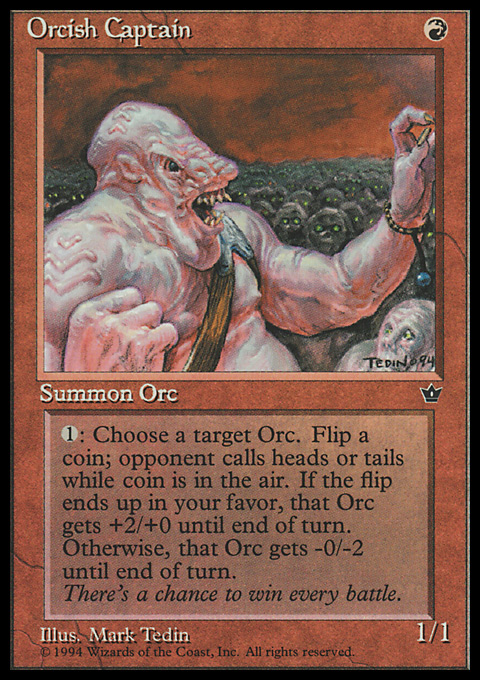 Orcish Captain
TEDIN 94
Summon Orc
1: Choose a target Orc. Flip a
coin; opponent calls heads or tails
while coin is in the air. If the flip
ends up in your favor, that Orc
gets +2/+0 until end of turn.
Otherwise, that Orc gets -0/-2
until end of turn.
There's a chance to win every battle.
Illus. Mark Tedin 1/1
© 1994 Wizards of the Coast, Inc. All rights reserved.